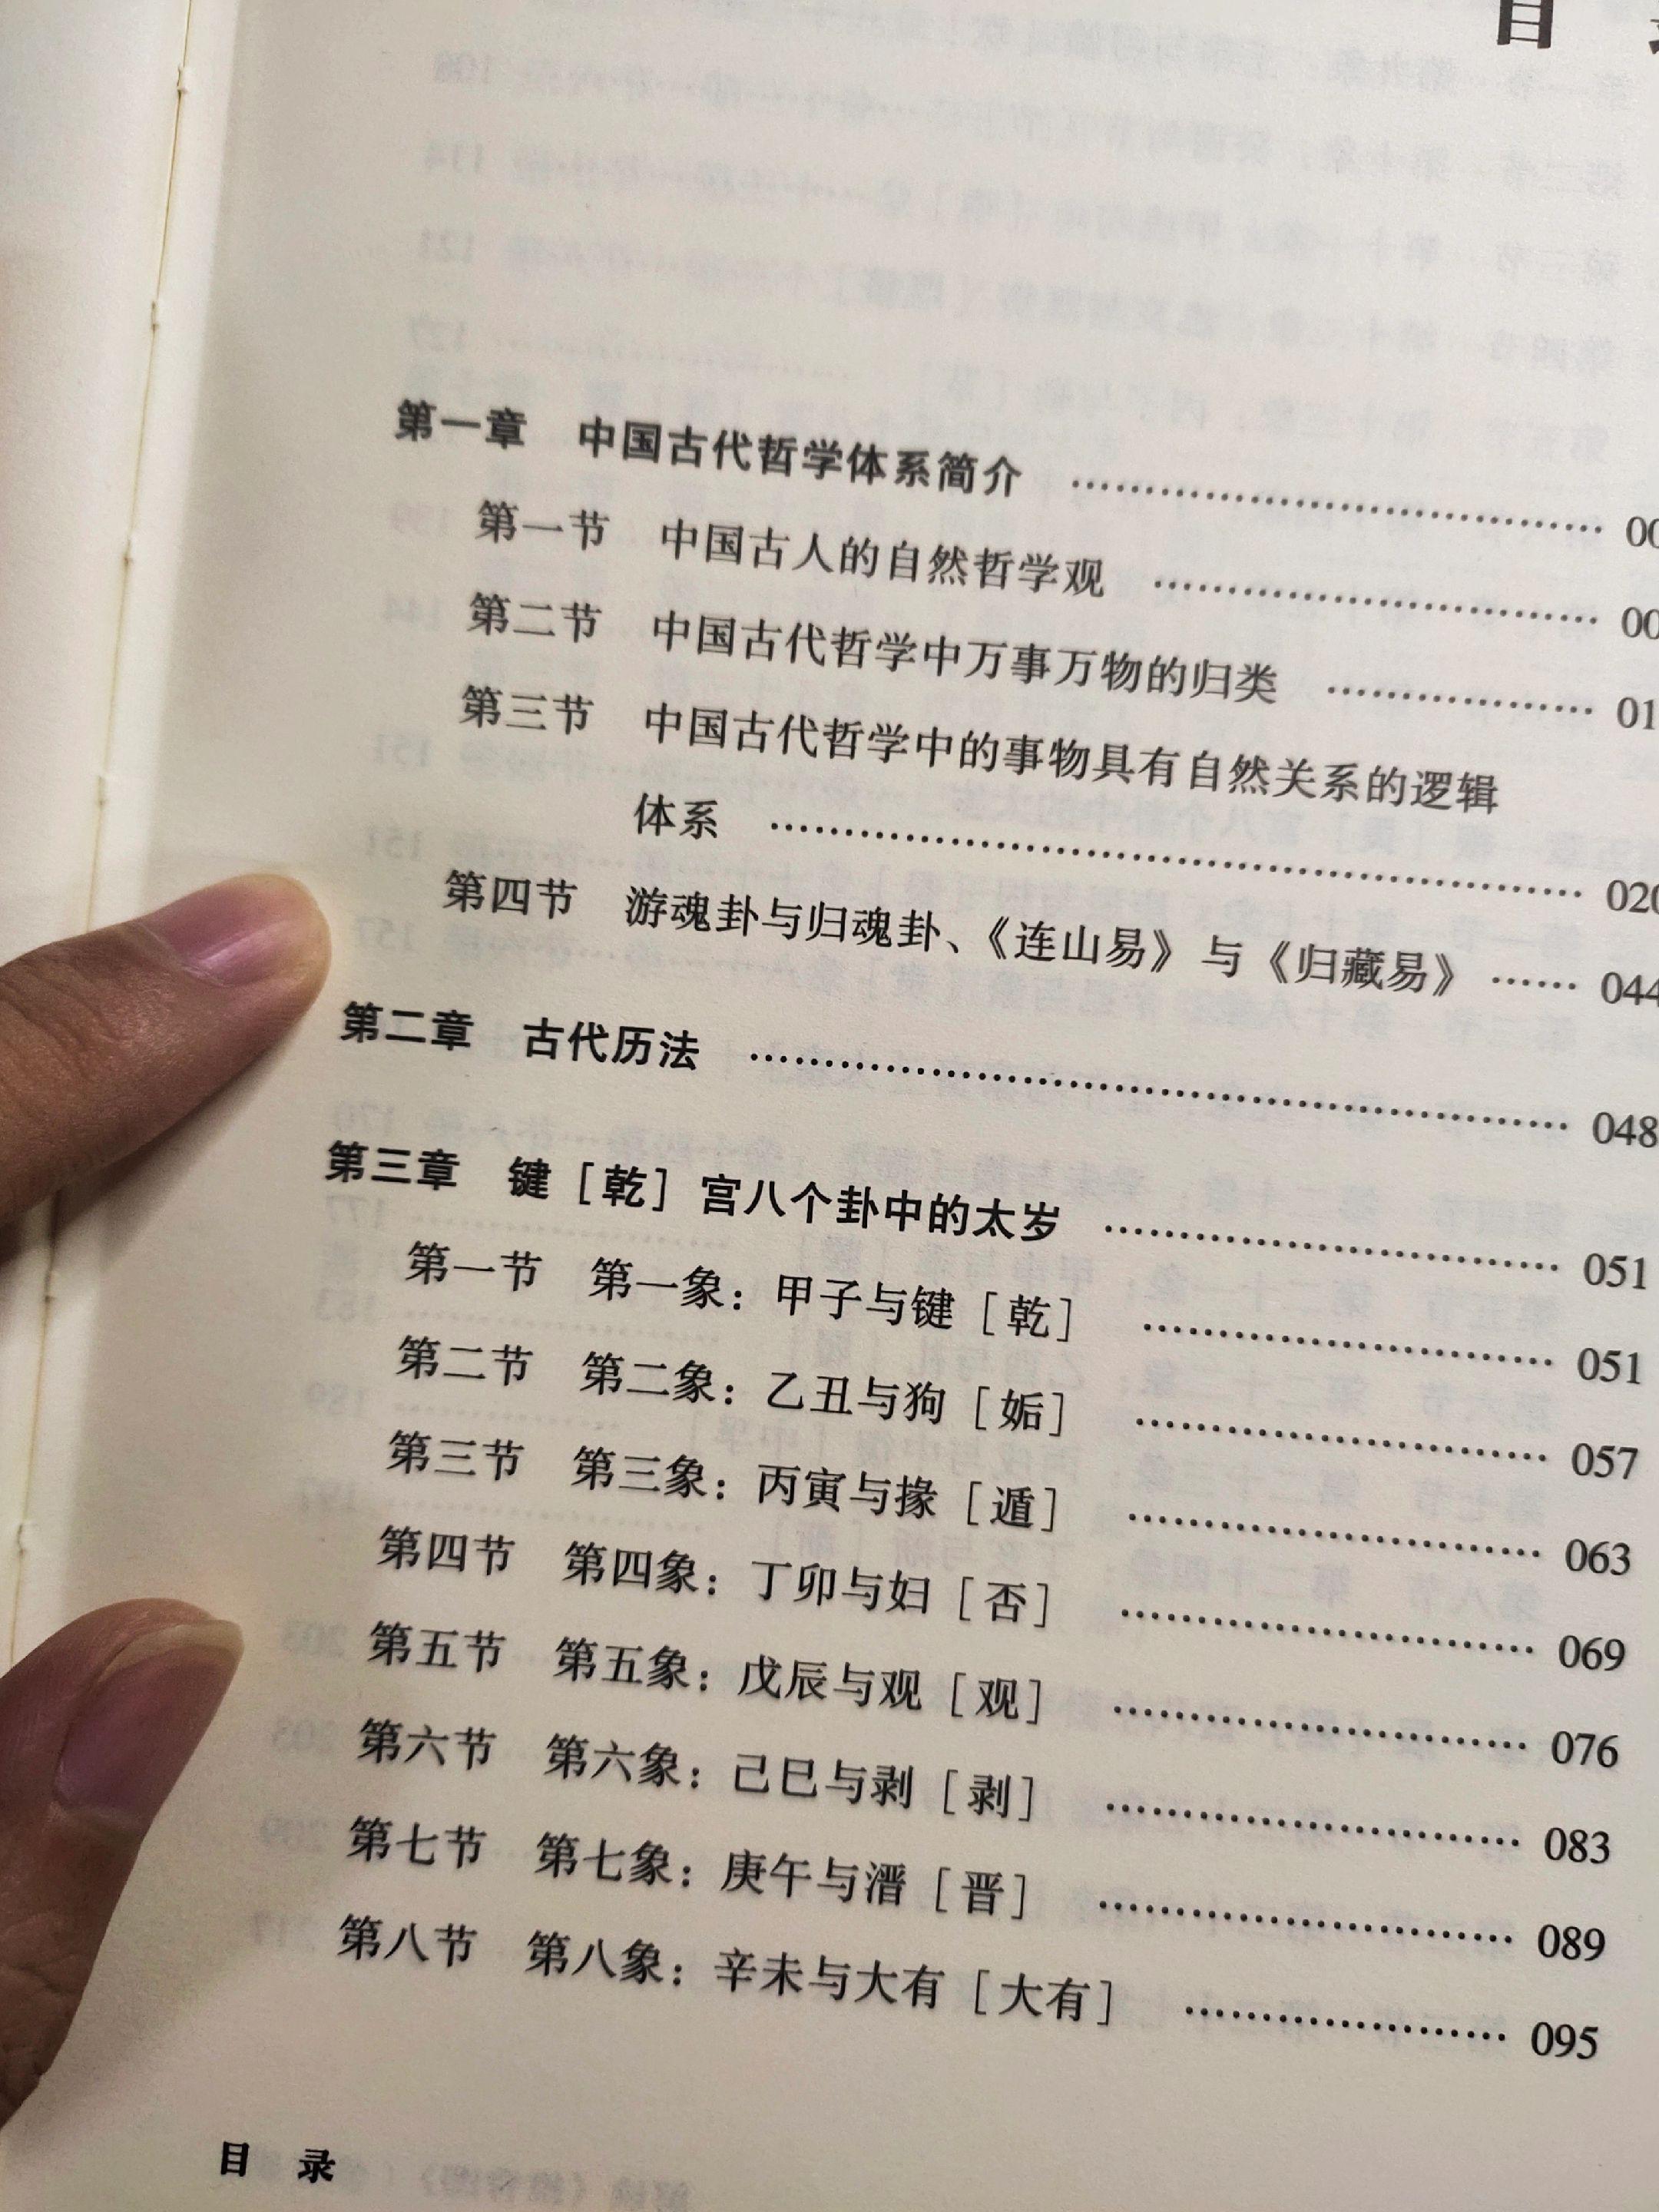 目
第一章 中国古代哲学体系简介 …… 00
第一节 中国古人的自然哲学观 …… 00
第二节 中国古代哲学中万事万物的归类 …… 01
第三节 中国古代哲学中的事物具有自然关系的逻辑
体系 …… 020
第四节 游魂卦与归魂卦、《连山易》与《归藏易》 …… 044
第二章 古代历法 …… 048
第三章 键［乾］宫八个卦中的太岁 …… 051
第一节 第一象：甲子与键［乾］ …… 051
第二节 第二象：乙丑与狗［姤］ …… 057
第三节 第三象：丙寅与掾［遁］ …… 063
第四节 第四象：丁卯与妇［否］ …… 069
第五节 第五象：戊辰与观［观］ …… 076
第六节 第六象：己巳与剥［剥］ …… 083
第七节 第七象：庚午与溍［晋］ …… 089
第八节 第八象：辛未与大有［大有］ …… 095
目 录